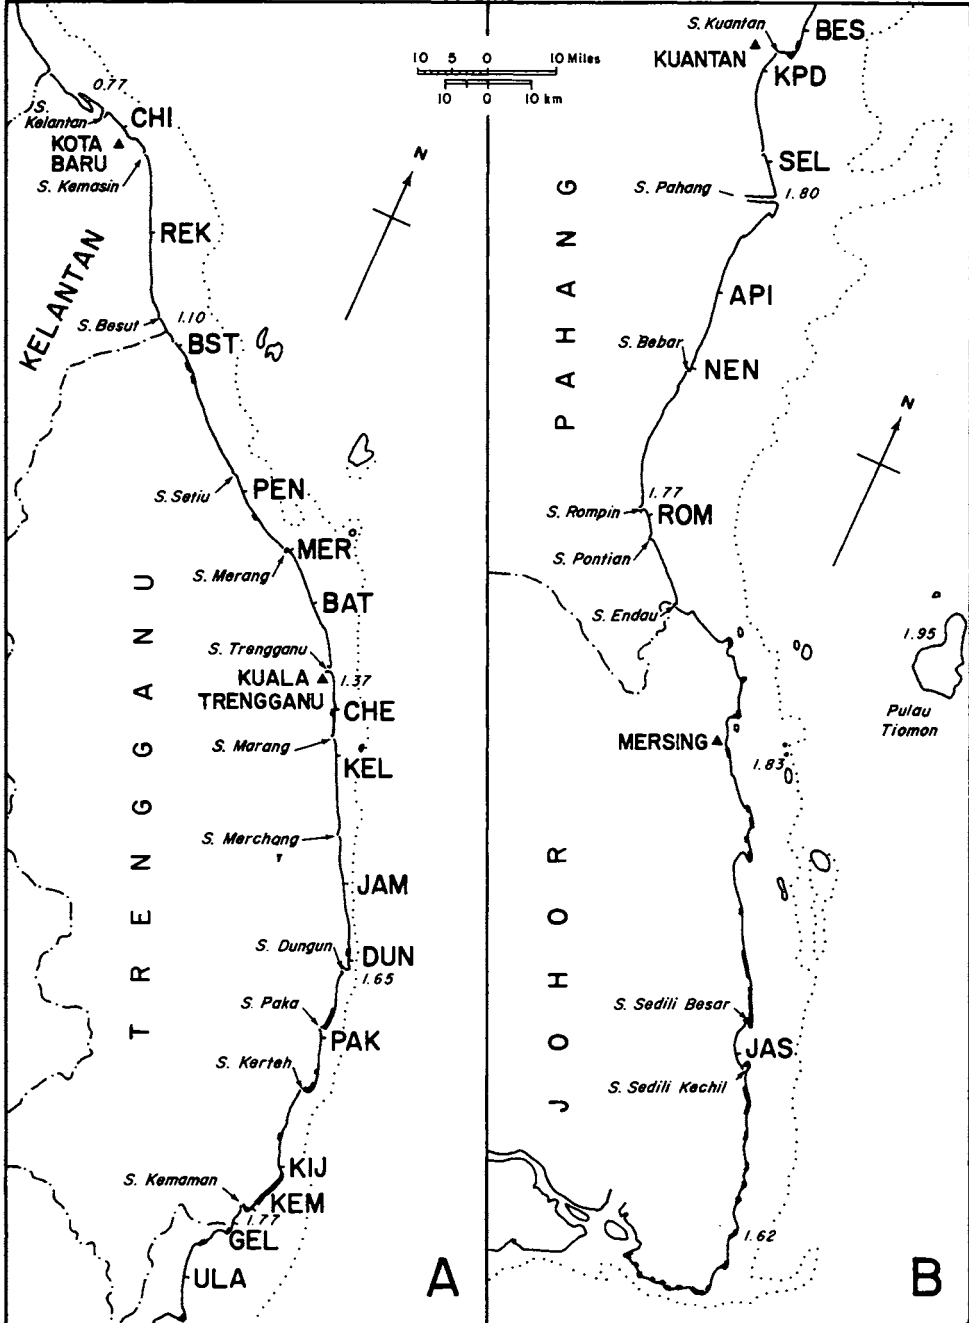 0.77
S.
Kelantan
CHI
KOTA
BARU
S. Kemasin
REK
KELANTAN
S. Besut
1.10
BST
S. Setiu
PEN
MER
S. Merang
BAT
S. Trengganu
KUALA
TRENGGANU
1.37
CHE
S. Marang
KEL
S. Merchang
JAM
S. Dungun
DUN
1.65
S. Paka
PAK
S. Kerteh
KIJ
S. Kemaman
KEM
1.77
GEL
ULA
TRENGGANU
N
A
10 5 0 10 Miles
10 0 10 km
S. Kuantan
BES
KUANTAN
KPD
SEL
S. Pahang
1.80
PAHANG
API
S. Bebar
NEN
N
1.77
S. Rompin
ROM
S. Pontian
S. Endau
1.95
Pulau
Tiomon
MERSING
1.83
JOHOR
S. Sedili Besar
JAS
S. Sedili Kechil
1.62
B